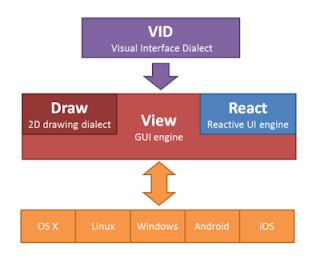 VID
Visual Interface Dialect
Draw
2D drawing dialect
View
GUI engine
React
Reactive UI engine
OS X
Linux
Windows
Android
iOS